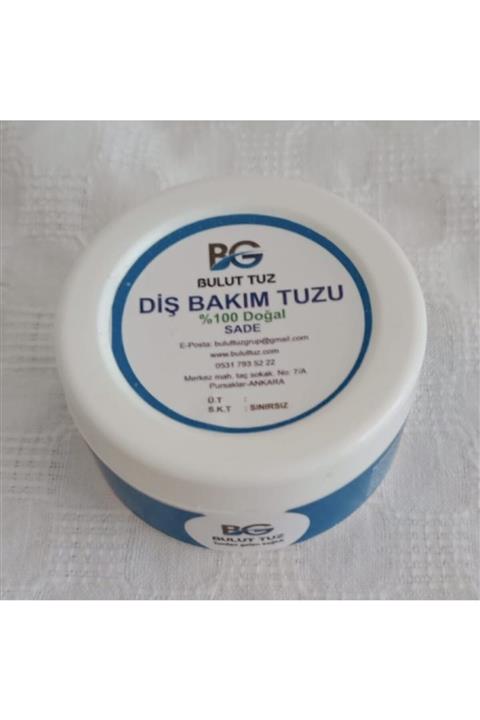 BG
BULUT TUZ
DİŞ BAKIM TUZU
%100 Doğal
SADE
E-Posta: buluttuzgrup@gmail.com
www.buluttuz.com
0531 793 52 22
Merkez mah. taç sokak. No: 7/A
Pursaklar-ANKARA
Ü.T :
S.K.T : SINIRSIZ
BG
BULUT TUZ